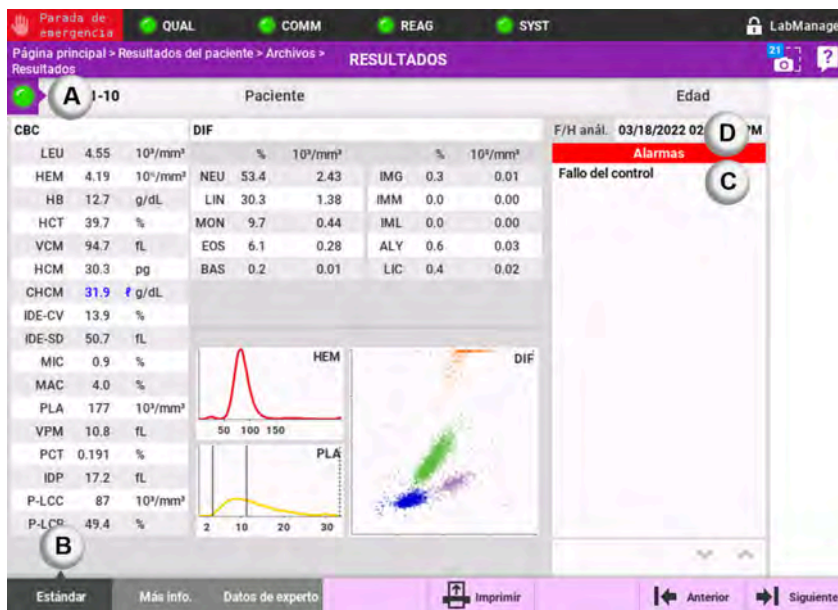 Parada de emergencia QUAL COMM REAG SYST LabManage
Página principal > Resultados del paciente > Archivos > Resultados RESULTADOS 21 ?
A 1-10 Paciente Edad
CBC DIF F/H anál. 03/18/2022 02 D PM
Alarmas
Fallo del control C
% 10³/mm³ % 10³/mm³
LEU 4.55 10³/mm³
HEM 4.19 10⁶/mm³ NEU 53.4 2.43 IMG 0.3 0.01
HB 12.7 g/dL LIN 30.3 1.38 IMM 0.0 0.00
HCT 39.7 % MON 9.7 0.44 IML 0.0 0.00
VCM 94.7 fL EOS 6.1 0.28 ALY 0.6 0.03
HCM 30.3 pg BAS 0.2 0.01 LIC 0.4 0.02
CHCM 31.9 ℓ g/dL
IDE-CV 13.9 %
IDE-SD 50.7 fL
MIC 0.9 %
MAC 4.0 %
PLA 177 10³/mm³
VPM 10.8 fL
PCT 0.191 %
IDP 17.2 fL
P-LCC 87 10³/mm³
P-LCR 49.4 %
HEM
50 100 150
PLA
2 10 20 30
DIF
B
Estándar Más info. Datos de experto Imprimir Anterior Siguiente